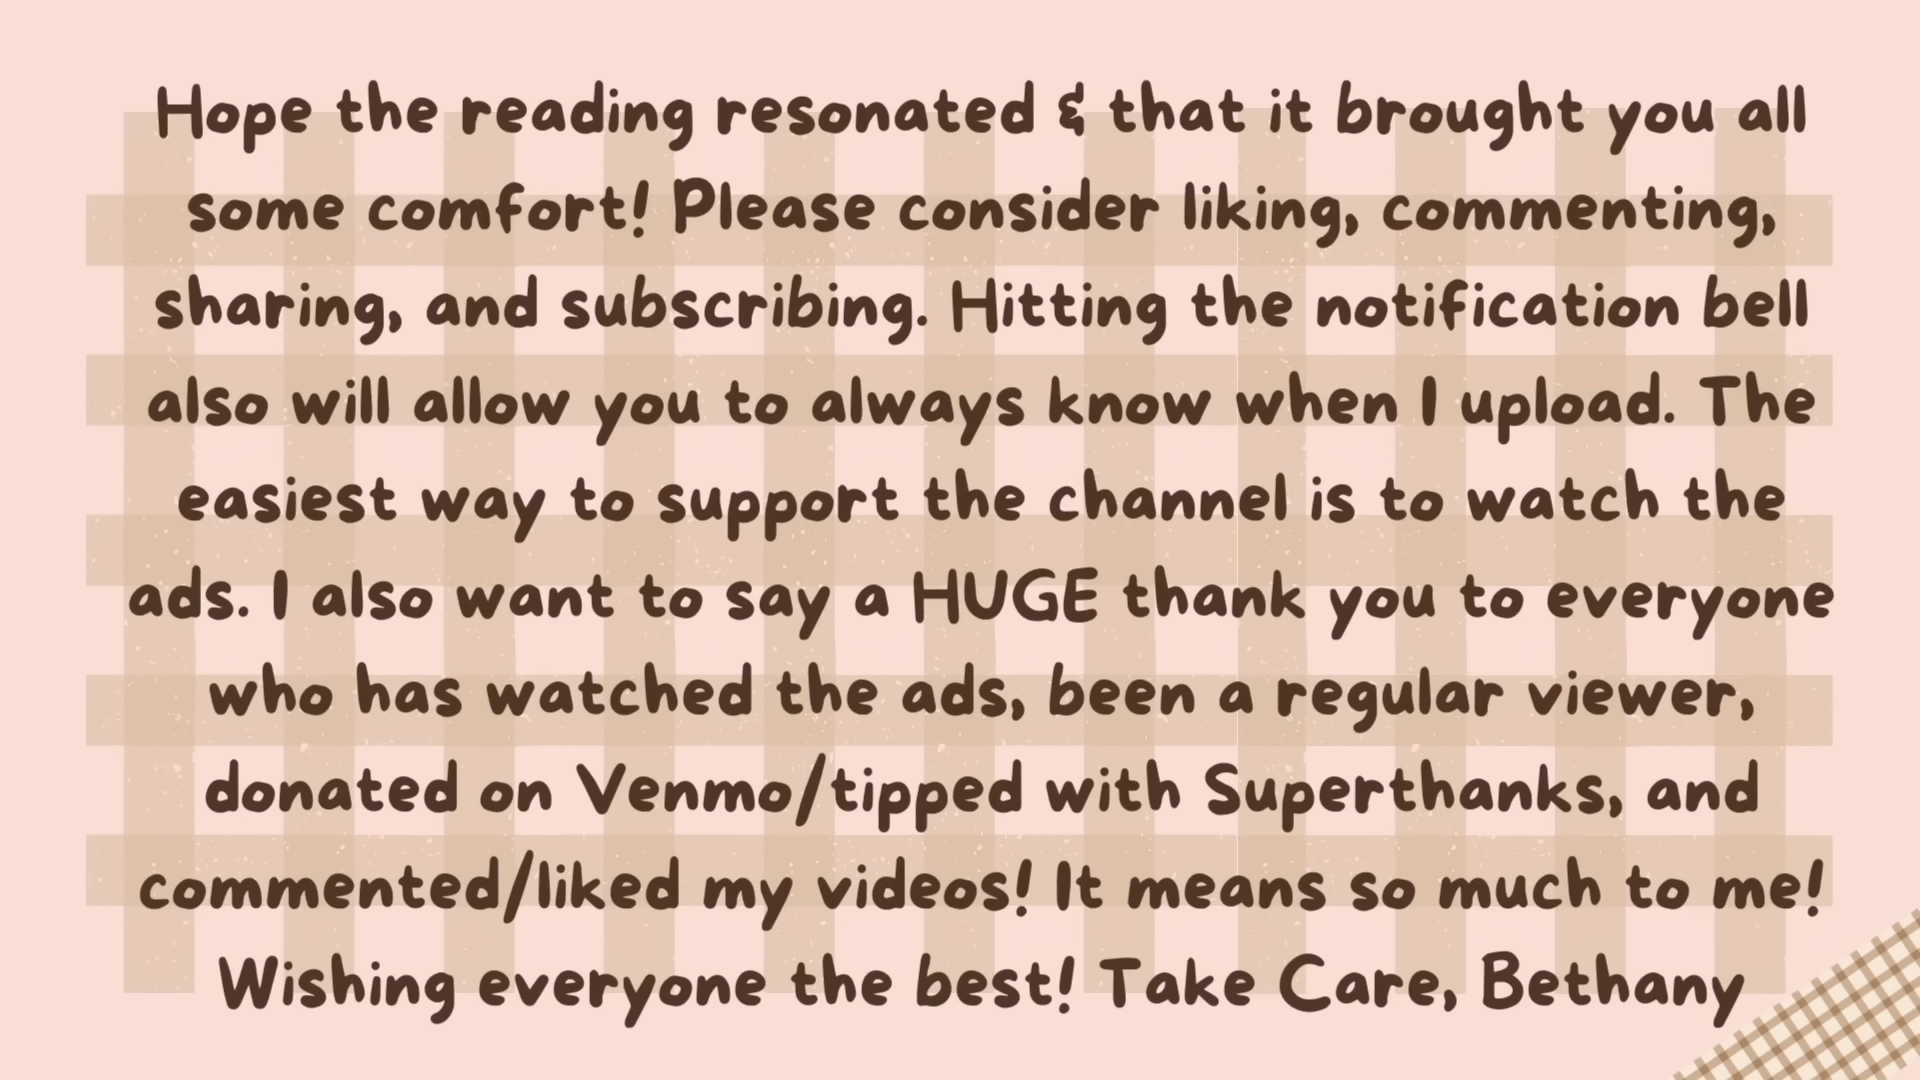 Hope the reading resonated & that it brought you all
some comfort! Please consider liking, commenting,
sharing, and subscribing. Hitting the notification bell
also will allow you to always know when I upload. The
easiest way to support the channel is to watch the
ads. I also want to say a HUGE thank you to everyone
who has watched the ads, been a regular viewer,
donated on Venmo/tipped with Superthanks, and
commented/liked my videos! It means so much to me!
Wishing everyone the best! Take Care, Bethany